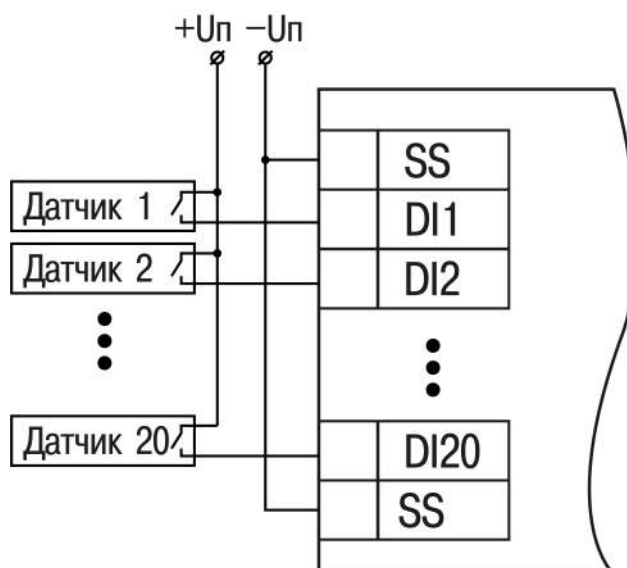 +Uп −Uп
SS
Датчик 1
DI1
Датчик 2
DI2
Датчик 20
DI20
SS